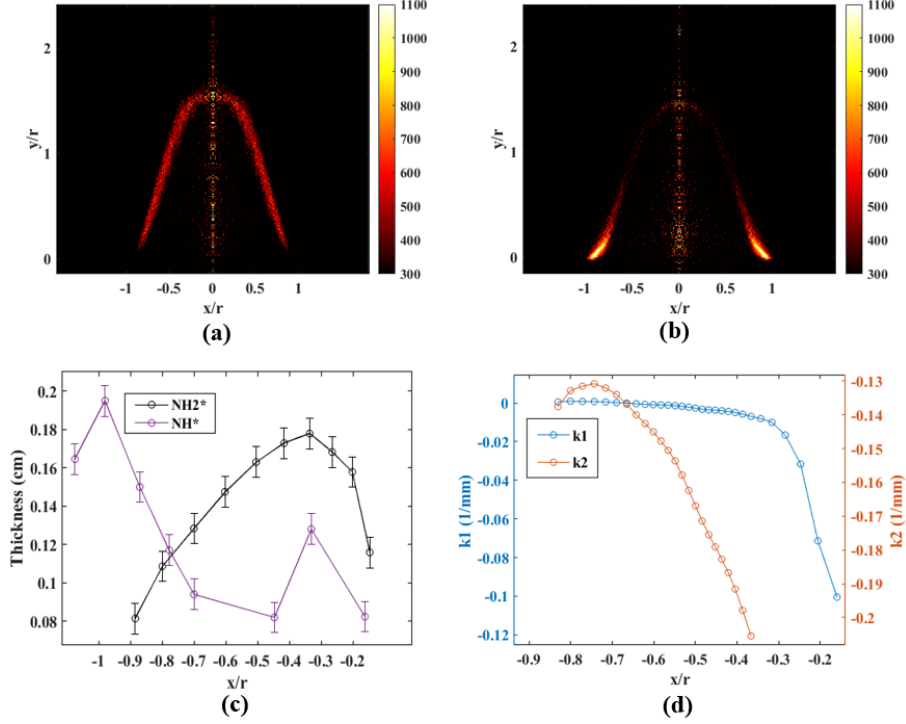 1100
1000
900
800
700
600
500
400
300
2
1
0
y/r
-1 -0.5 0 0.5 1
x/r
(a)
1100
1000
900
800
700
600
500
400
300
2
1
0
y/r
-1 -0.5 0 0.5 1
x/r
(b)
0.2
0.18
0.16
0.14
0.12
0.1
0.08
Thickness (cm)
NH2*
NH*
-1 -0.9 -0.8 -0.7 -0.6 -0.5 -0.4 -0.3 -0.2
x/r
(c)
0
-0.02
-0.04
-0.06
-0.08
-0.1
-0.12
k1 (1/mm)
k1
k2
-0.13
-0.14
-0.15
-0.16
-0.17
-0.18
-0.19
-0.2
k2 (1/mm)
-0.9 -0.8 -0.7 -0.6 -0.5 -0.4 -0.3 -0.2
x/r
(d)